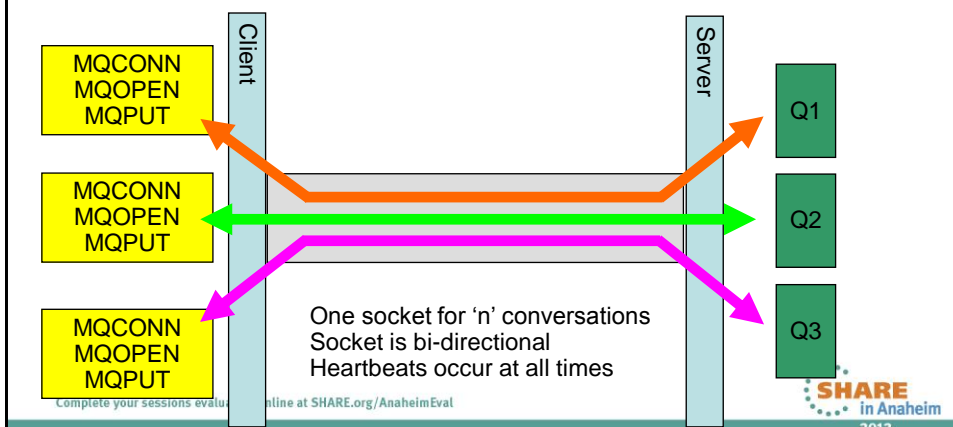 MQCONN
MQOPEN
MQPUT
Client
Server
Q1
MQCONN
MQOPEN
MQPUT
Q2
MQCONN
MQOPEN
MQPUT
Q3
One socket for ‘n’ conversations
Socket is bi-directional
Heartbeats occur at all times
Complete your sessions evalua nline at SHARE.org/AnaheimEval
SHARE
in Anaheim
2012